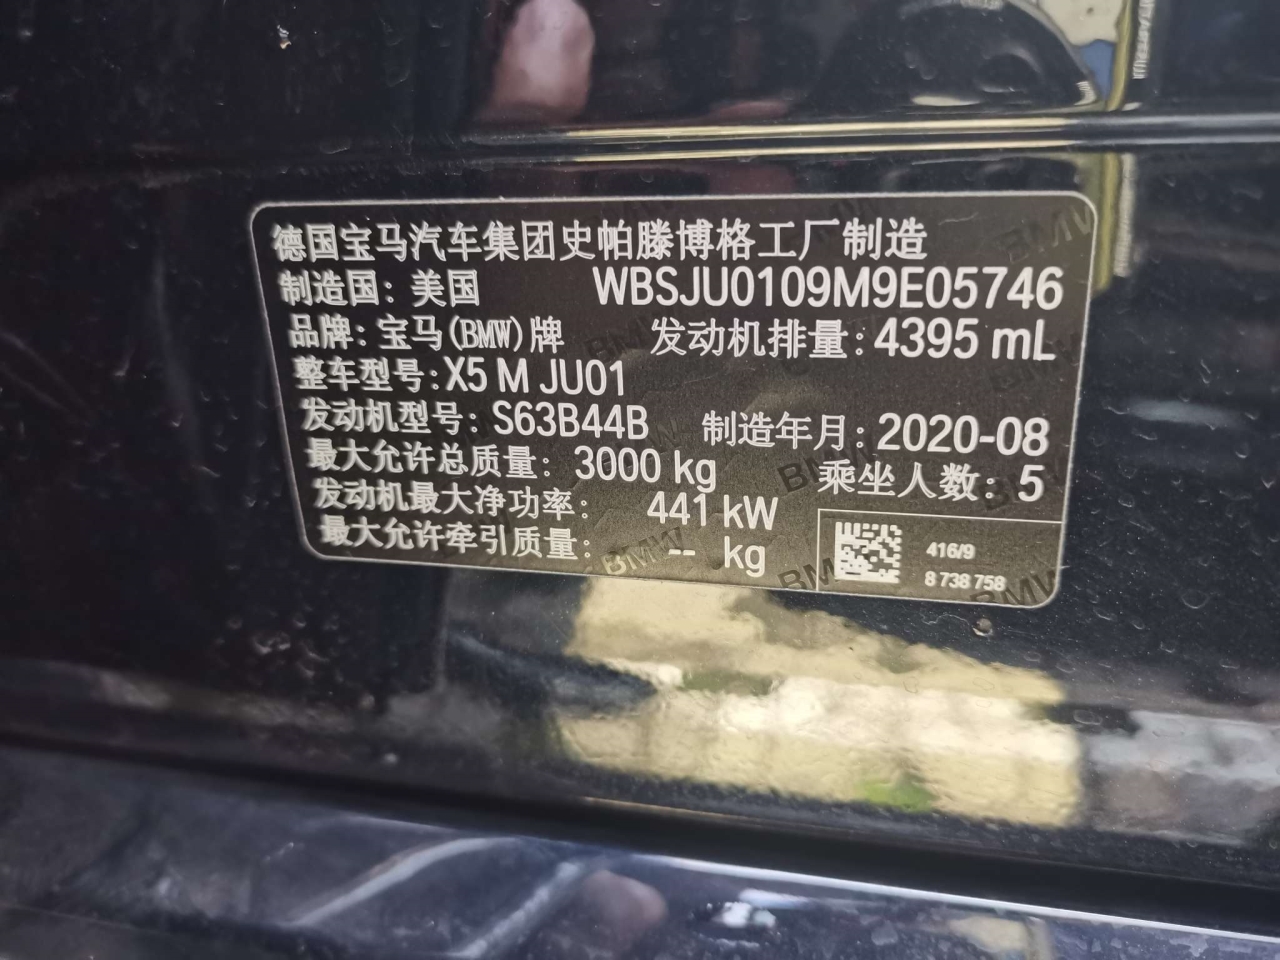 德国宝马汽车集团史帕滕博格工厂制造
制造国: 美国 WBSJU0109M9E05746
品牌: 宝马(BMW)牌 发动机排量: 4395 mL
整车型号: X5 M JU01
发动机型号: S63B44B 制造年月: 2020-08
最大允许总质量: 3000 kg 乘坐人数: 5
发动机最大净功率: 441 kW
最大允许牵引质量: -- kg
416/9
8 738 758